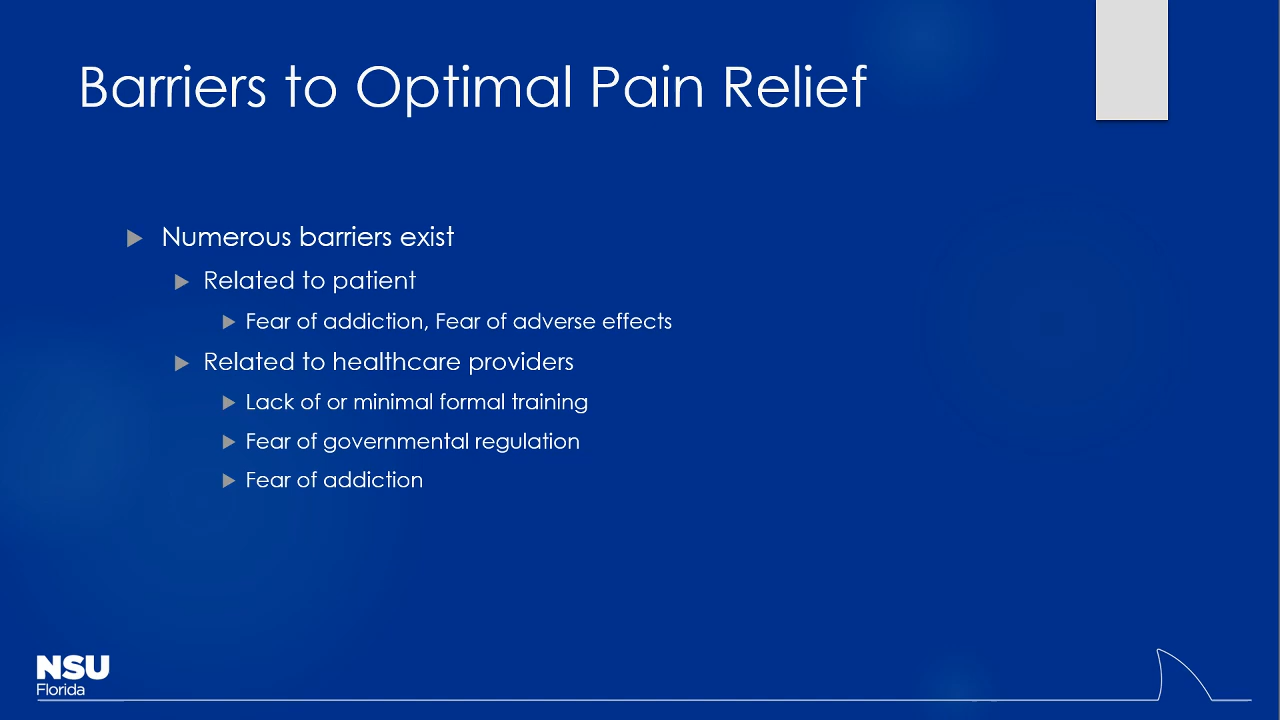 Barriers to Optimal Pain Relief
Numerous barriers exist
Related to patient
Fear of addiction, Fear of adverse effects
Related to healthcare providers
Lack of or minimal formal training
Fear of governmental regulation
Fear of addiction
NSU
Florida